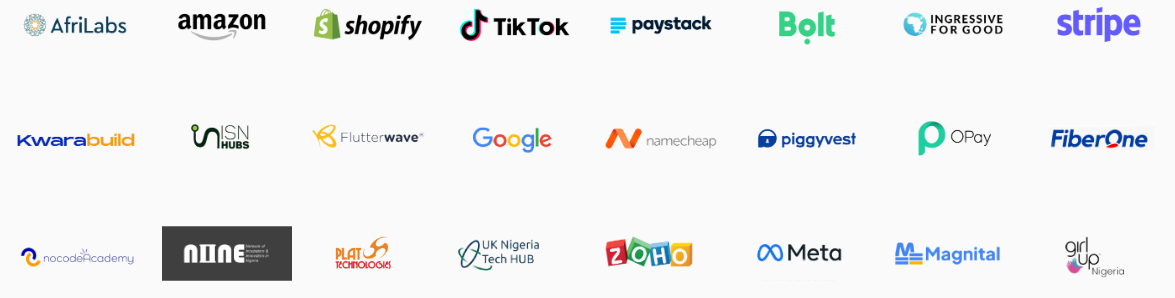 AfriLabs
amazon
shopify
TikTok
paystack
Bolt
INGRESSIVE
FOR GOOD
stripe
Kwarabuild
ISN
HUBS
Flutterwave®
Google
namecheap
piggyvest
OPay
FiberOne
nocodeAcademy
NINE
Network of
Incubators &
Innovators in
Nigeria
PLAT
TECHNOLOGIES
UK Nigeria
Tech HUB
ZOHO
Meta
Magnital
girl
up
Nigeria